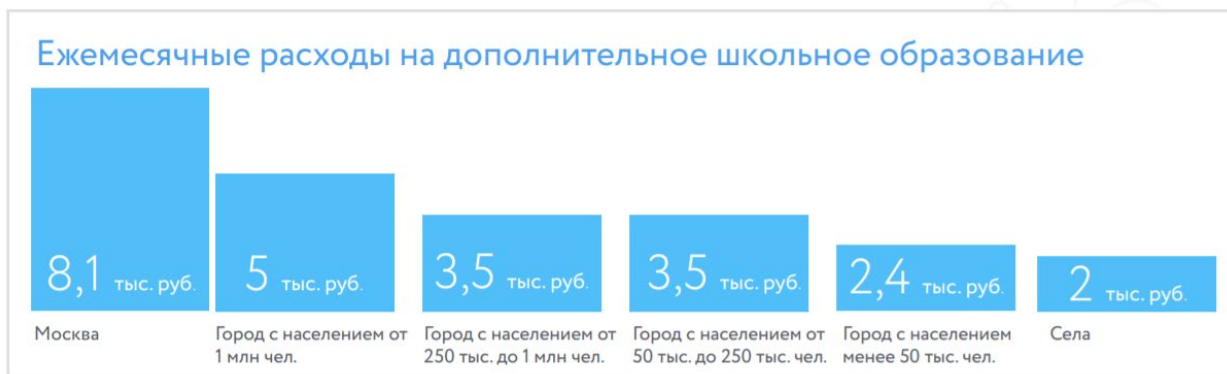 Ежемесячные расходы на дополнительное школьное образование
8,1 тыс. руб.
5 тыс. руб.
3,5 тыс. руб.
3,5 тыс. руб.
2,4 тыс. руб.
2 тыс. руб.
Москва
Город с населением от
1 млн чел.
Город с населением от
250 тыс. до 1 млн чел.
Город с населением от
50 тыс. до 250 тыс. чел.
Город с населением
менее 50 тыс. чел.
Села